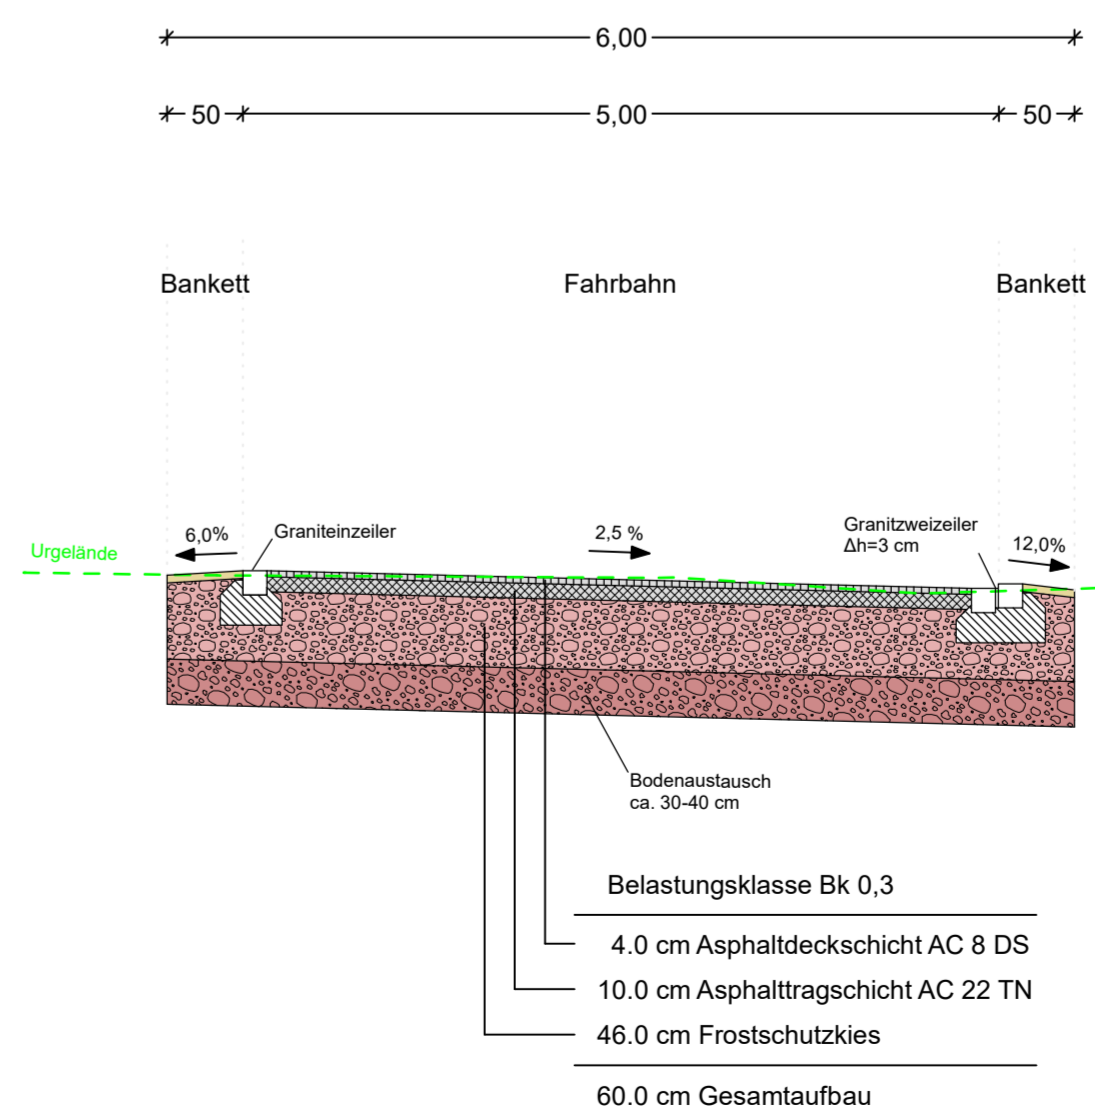 6,00
50 5,00 50
Bankett Fahrbahn Bankett
Urgelände
6,0%
Graniteinzeiler
2,5 %
Granitzweizeiler
Δh=3 cm
12,0%
Bodenaustausch
ca. 30-40 cm
Belastungsklasse Bk 0,3
4.0 cm Asphaltdeckschicht AC 8 DS
10.0 cm Asphalttragschicht AC 22 TN
46.0 cm Frostschutzkies
60.0 cm Gesamtaufbau